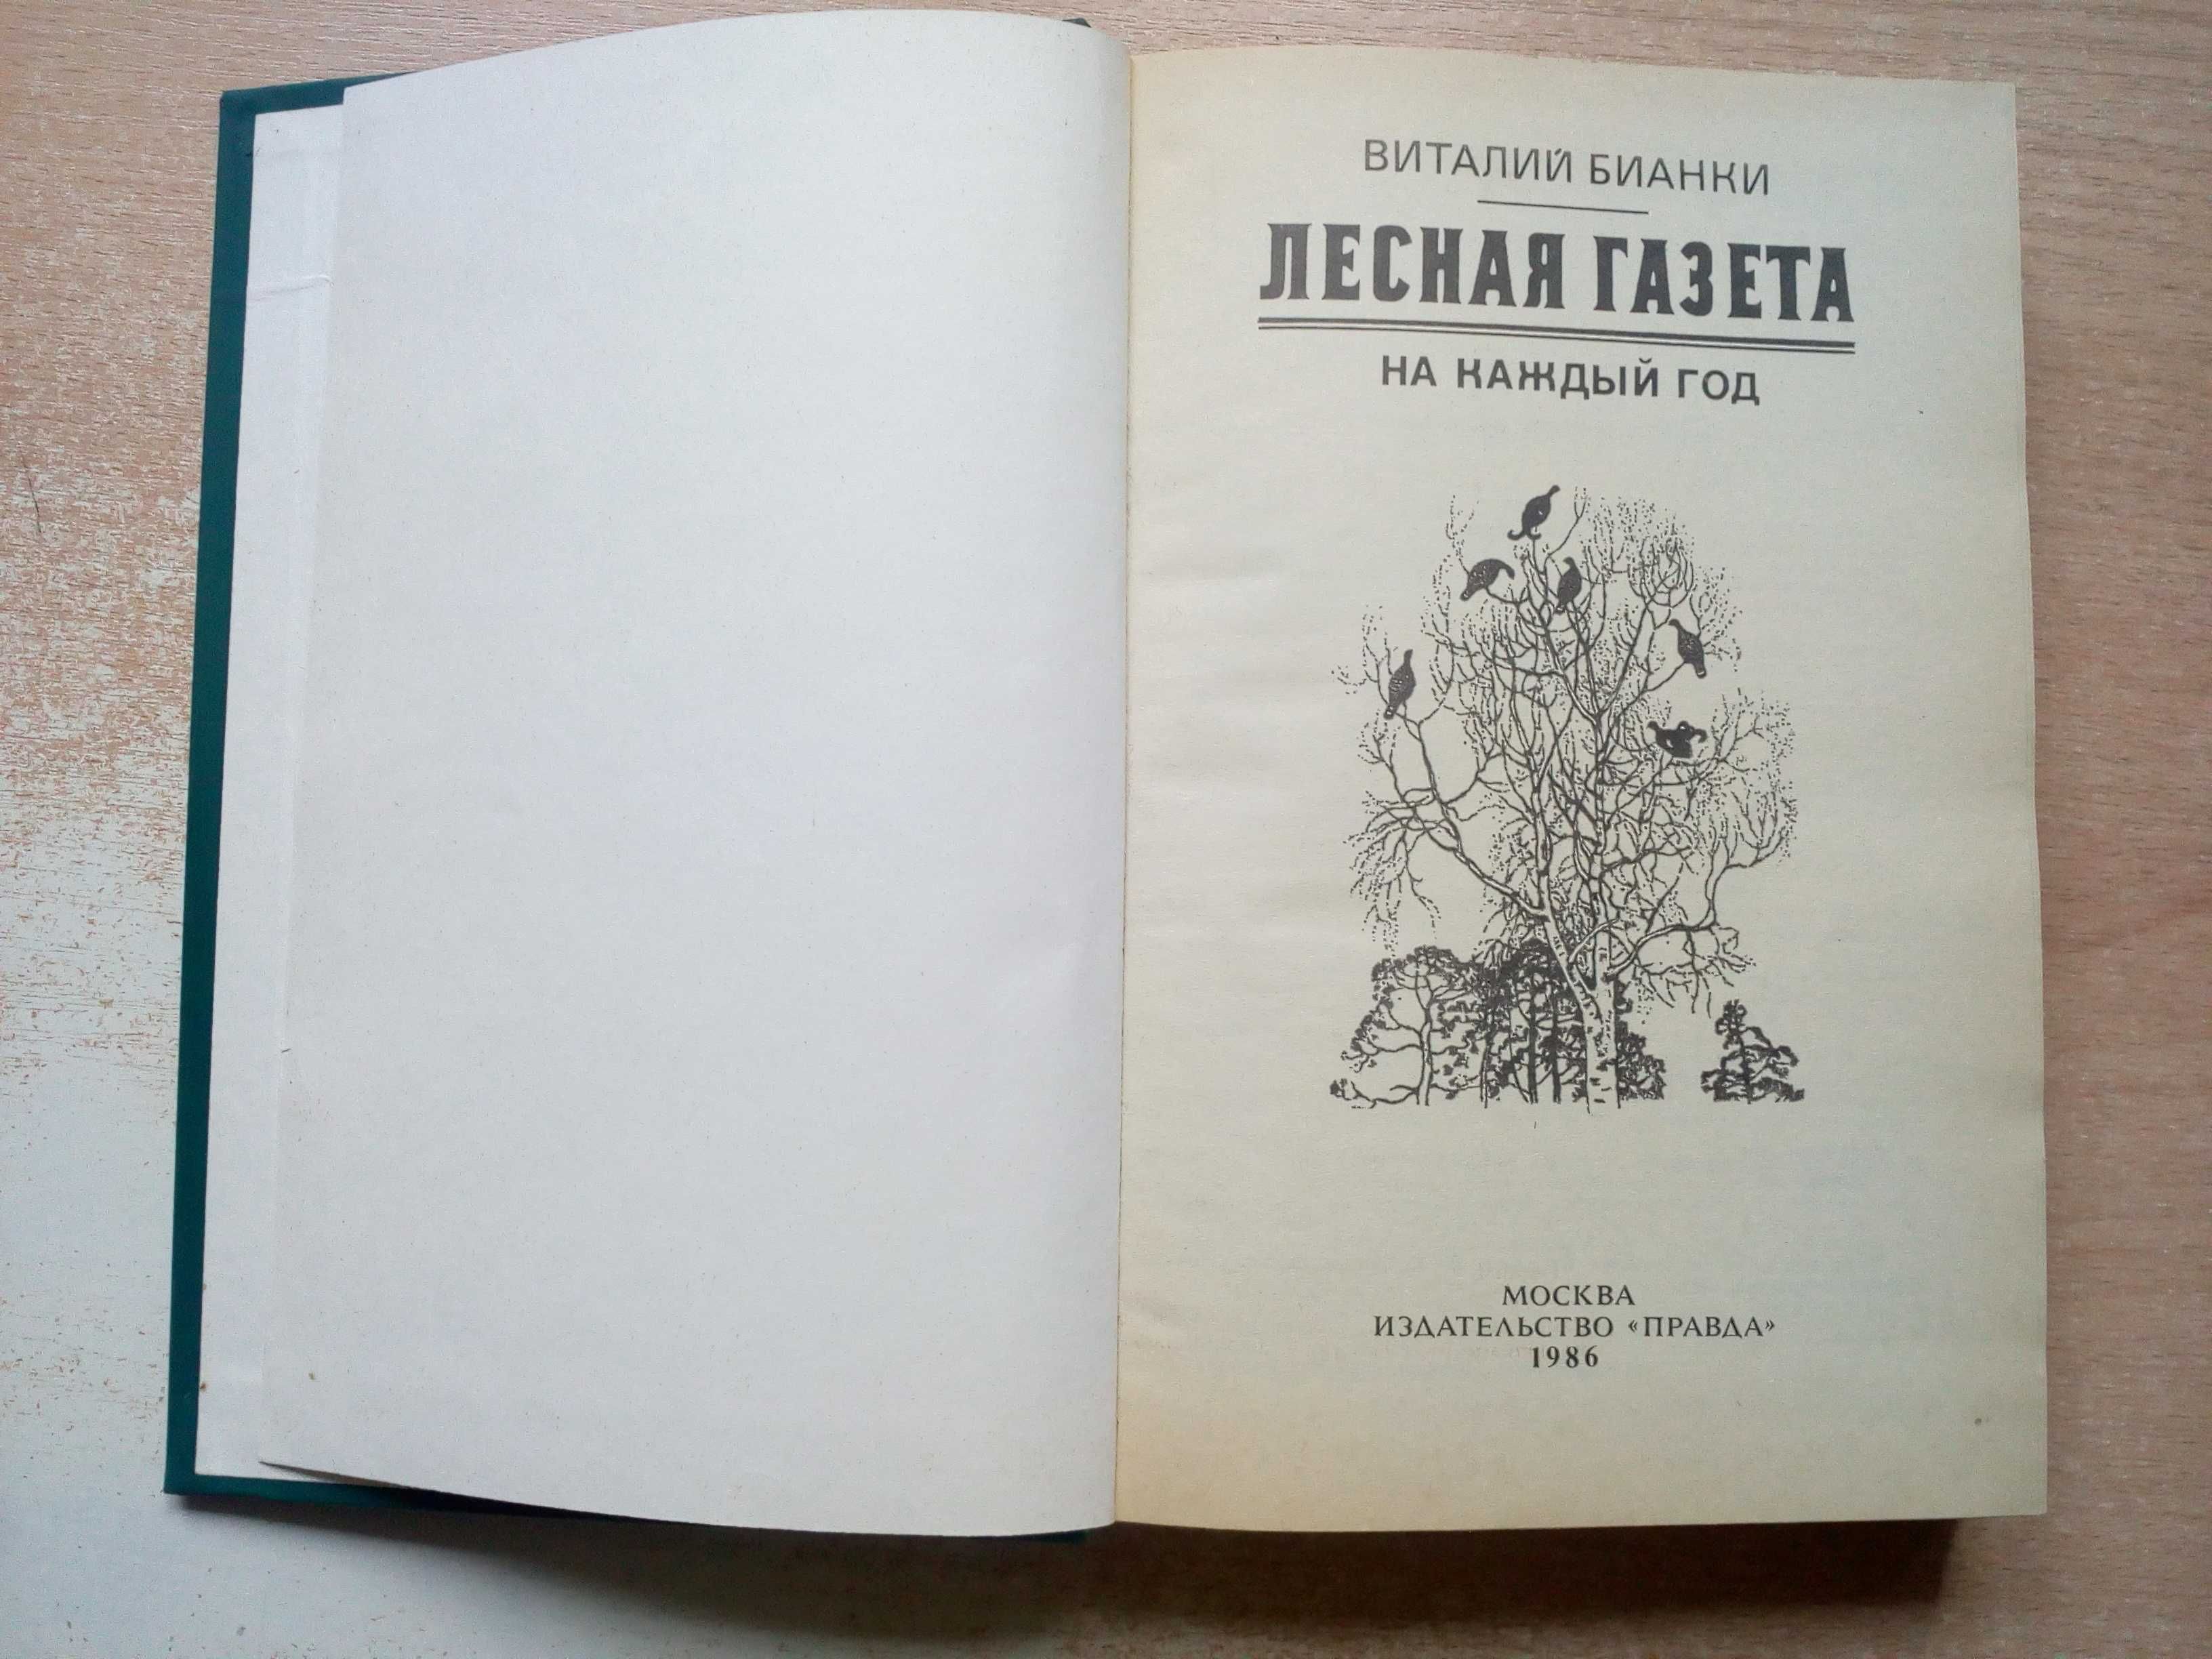 ВИТАЛИЙ БИАНКИ
ЛЕСНАЯ ГАЗЕТА
НА КАЖДЫЙ ГОД
МОСКВА
ИЗДАТЕЛЬСТВО «ПРАВДА»
1986